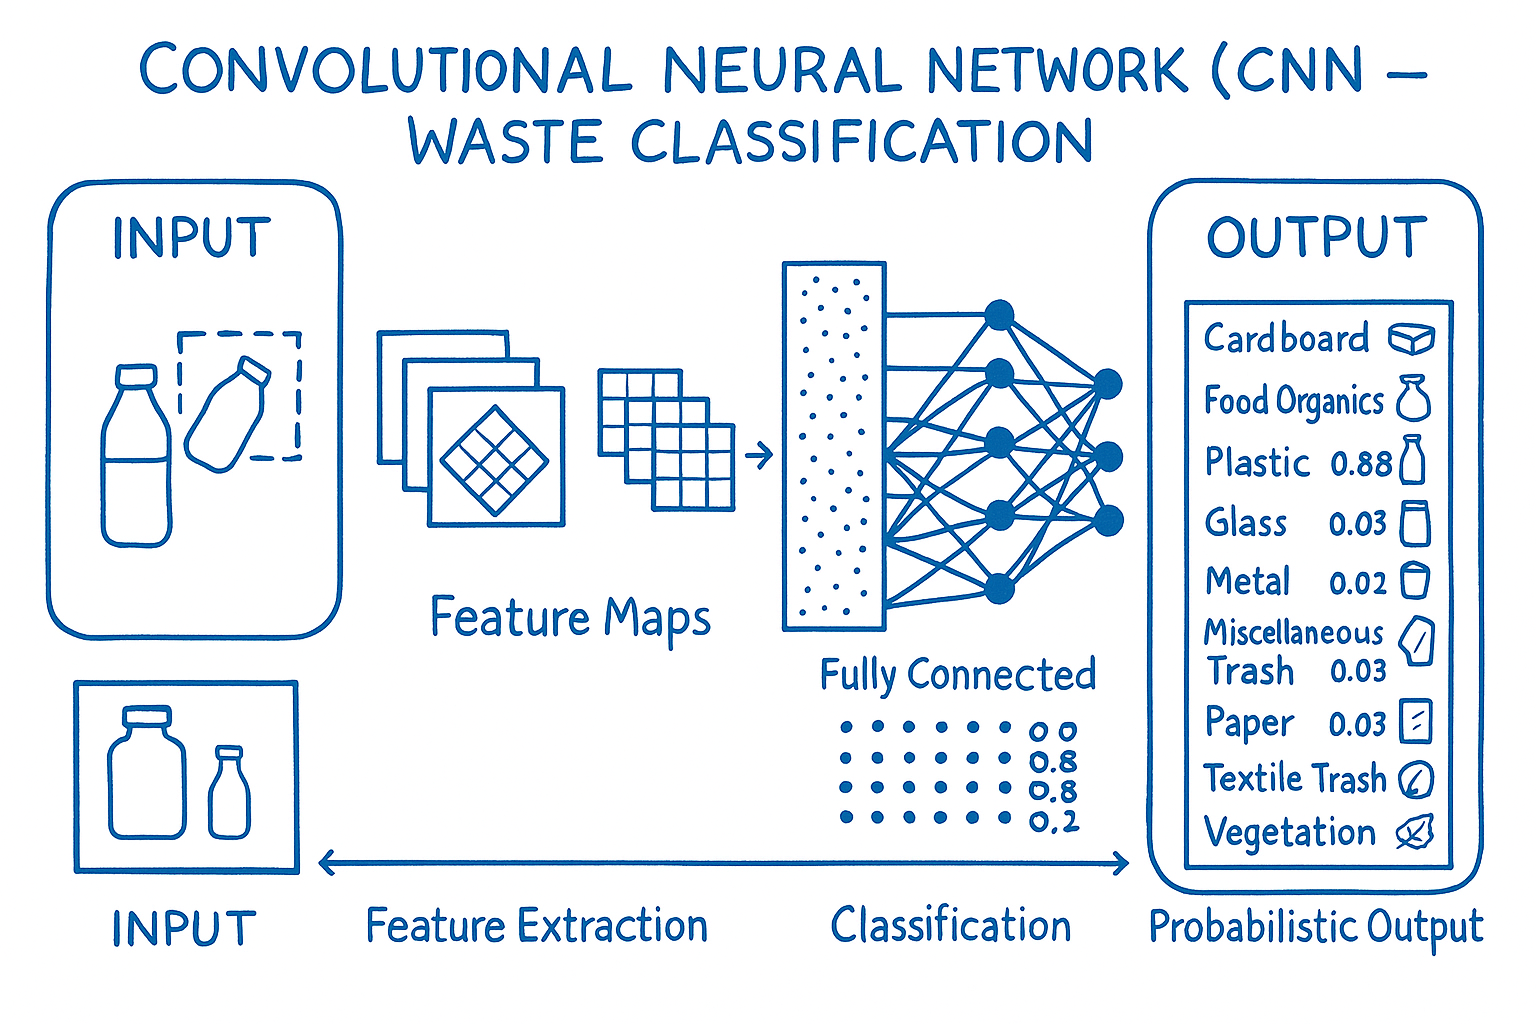 CONVOLUTIONAL NEURAL NETWORK (CNN —
WASTE CLASSIFICATION
INPUT
Feature Maps
Fully Connected
0 0
0.8
0.8
0.2
OUTPUT
Cardboard
Food Organics
Plastic 0.88
Glass 0.03
Metal 0.02
Miscellaneous
Trash 0.03
Paper 0.03
Textile Trash
Vegetation
INPUT
Feature Extraction
Classification
Probabilistic Output